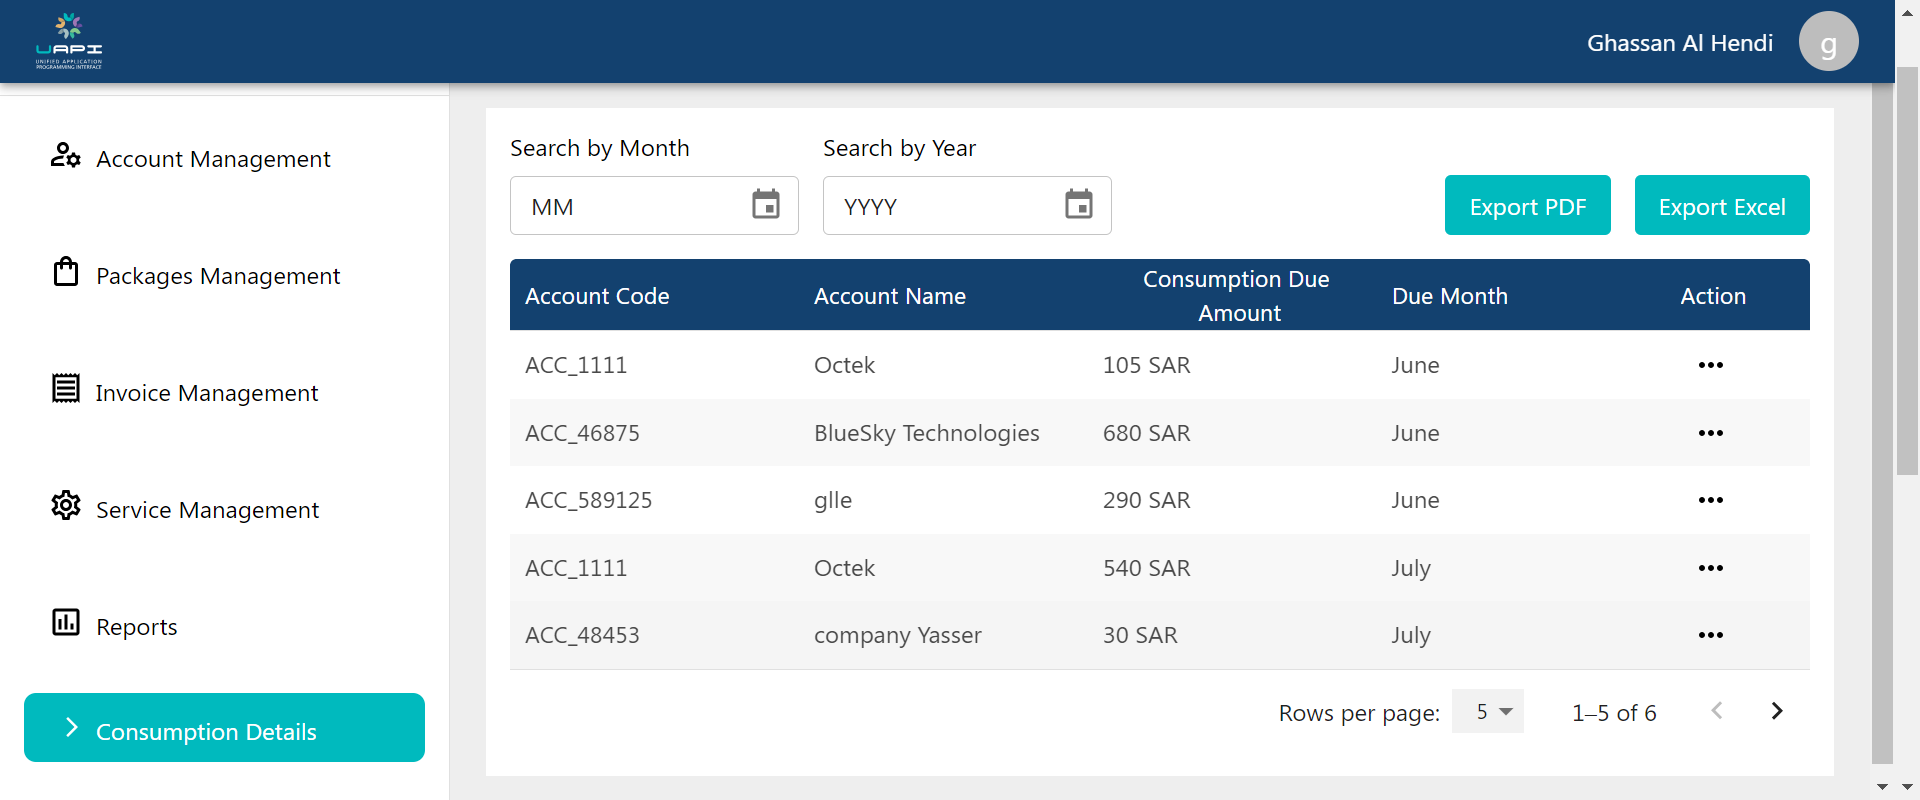 UAPI
UNIFIED APPLICATION
PROGRAMMING INTERFACE
Ghassan Al Hendi
g
Account Management
Packages Management
Invoice Management
Service Management
Reports
Consumption Details
Search by Month
Search by Year
MM
YYYY
Export PDF
Export Excel
Account Code
Account Name
Consumption Due
Amount
Due Month
Action
ACC_1111 Octek 105 SAR June
ACC_46875 BlueSky Technologies 680 SAR June
ACC_589125 glle 290 SAR June
ACC_1111 Octek 540 SAR July
ACC_48453 company Yasser 30 SAR July
Rows per page: 5 1–5 of 6